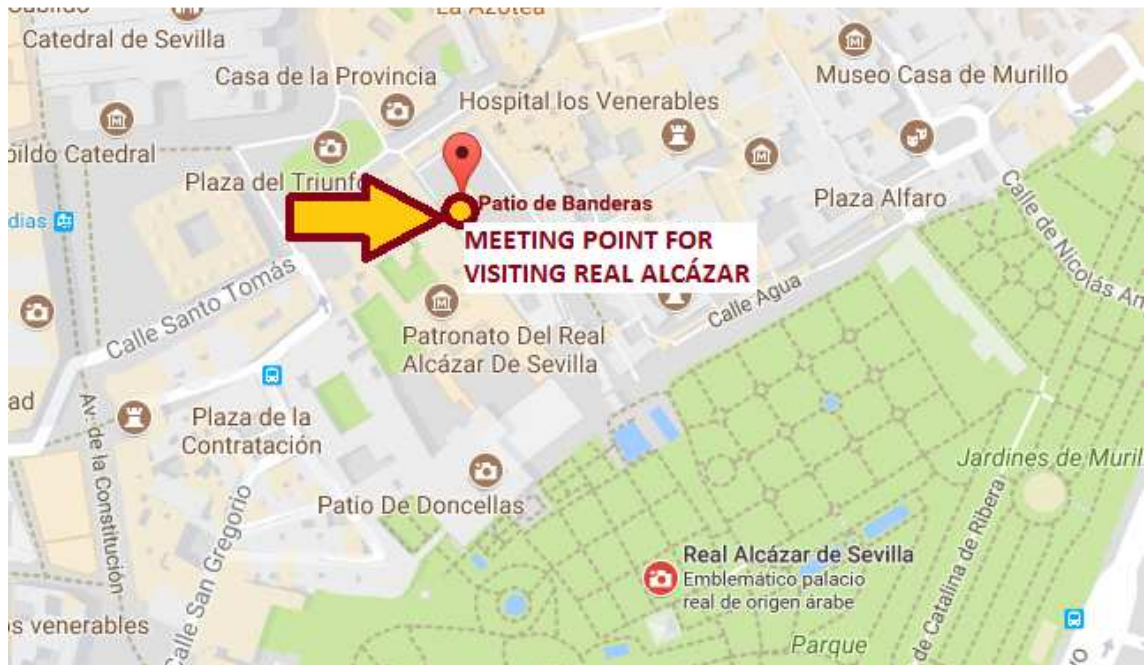 La Azotea
Catedral de Sevilla
Casa de la Provincia
Museo Casa de Murillo
Hospital los Venerables
bildo Catedral
Plaza del Triunfo
Patio de Banderas
Plaza Alfaro
dias
MEETING POINT FOR
VISITING REAL ALCÁZAR
Calle de Nicolás Al
Calle Santo Tomás
Calle Agua
Patronato Del Real
Alcázar De Sevilla
ad
Plaza de la
Contratación
Av. de la Constitución
Jardines de Muril
Patio De Doncellas
Calle San Gregorio
Real Alcázar de Sevilla
Emblemático palacio
real de origen árabe
de Catalina de Ribera
s venerables
Parque